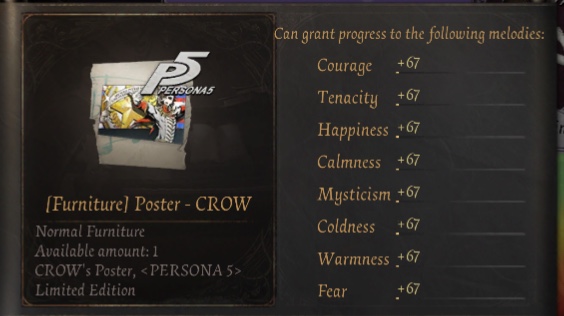 P5
PERSONA5
[Furniture] Poster - CROW
Normal Furniture
Available amount: 1
CROW's Poster, <PERSONA 5>
Limited Edition
Can grant progress to the following melodies:
Courage +67
Tenacity +67
Happiness +67
Calmness +67
Mysticism +67
Coldness +67
Warmness +67
Fear +67